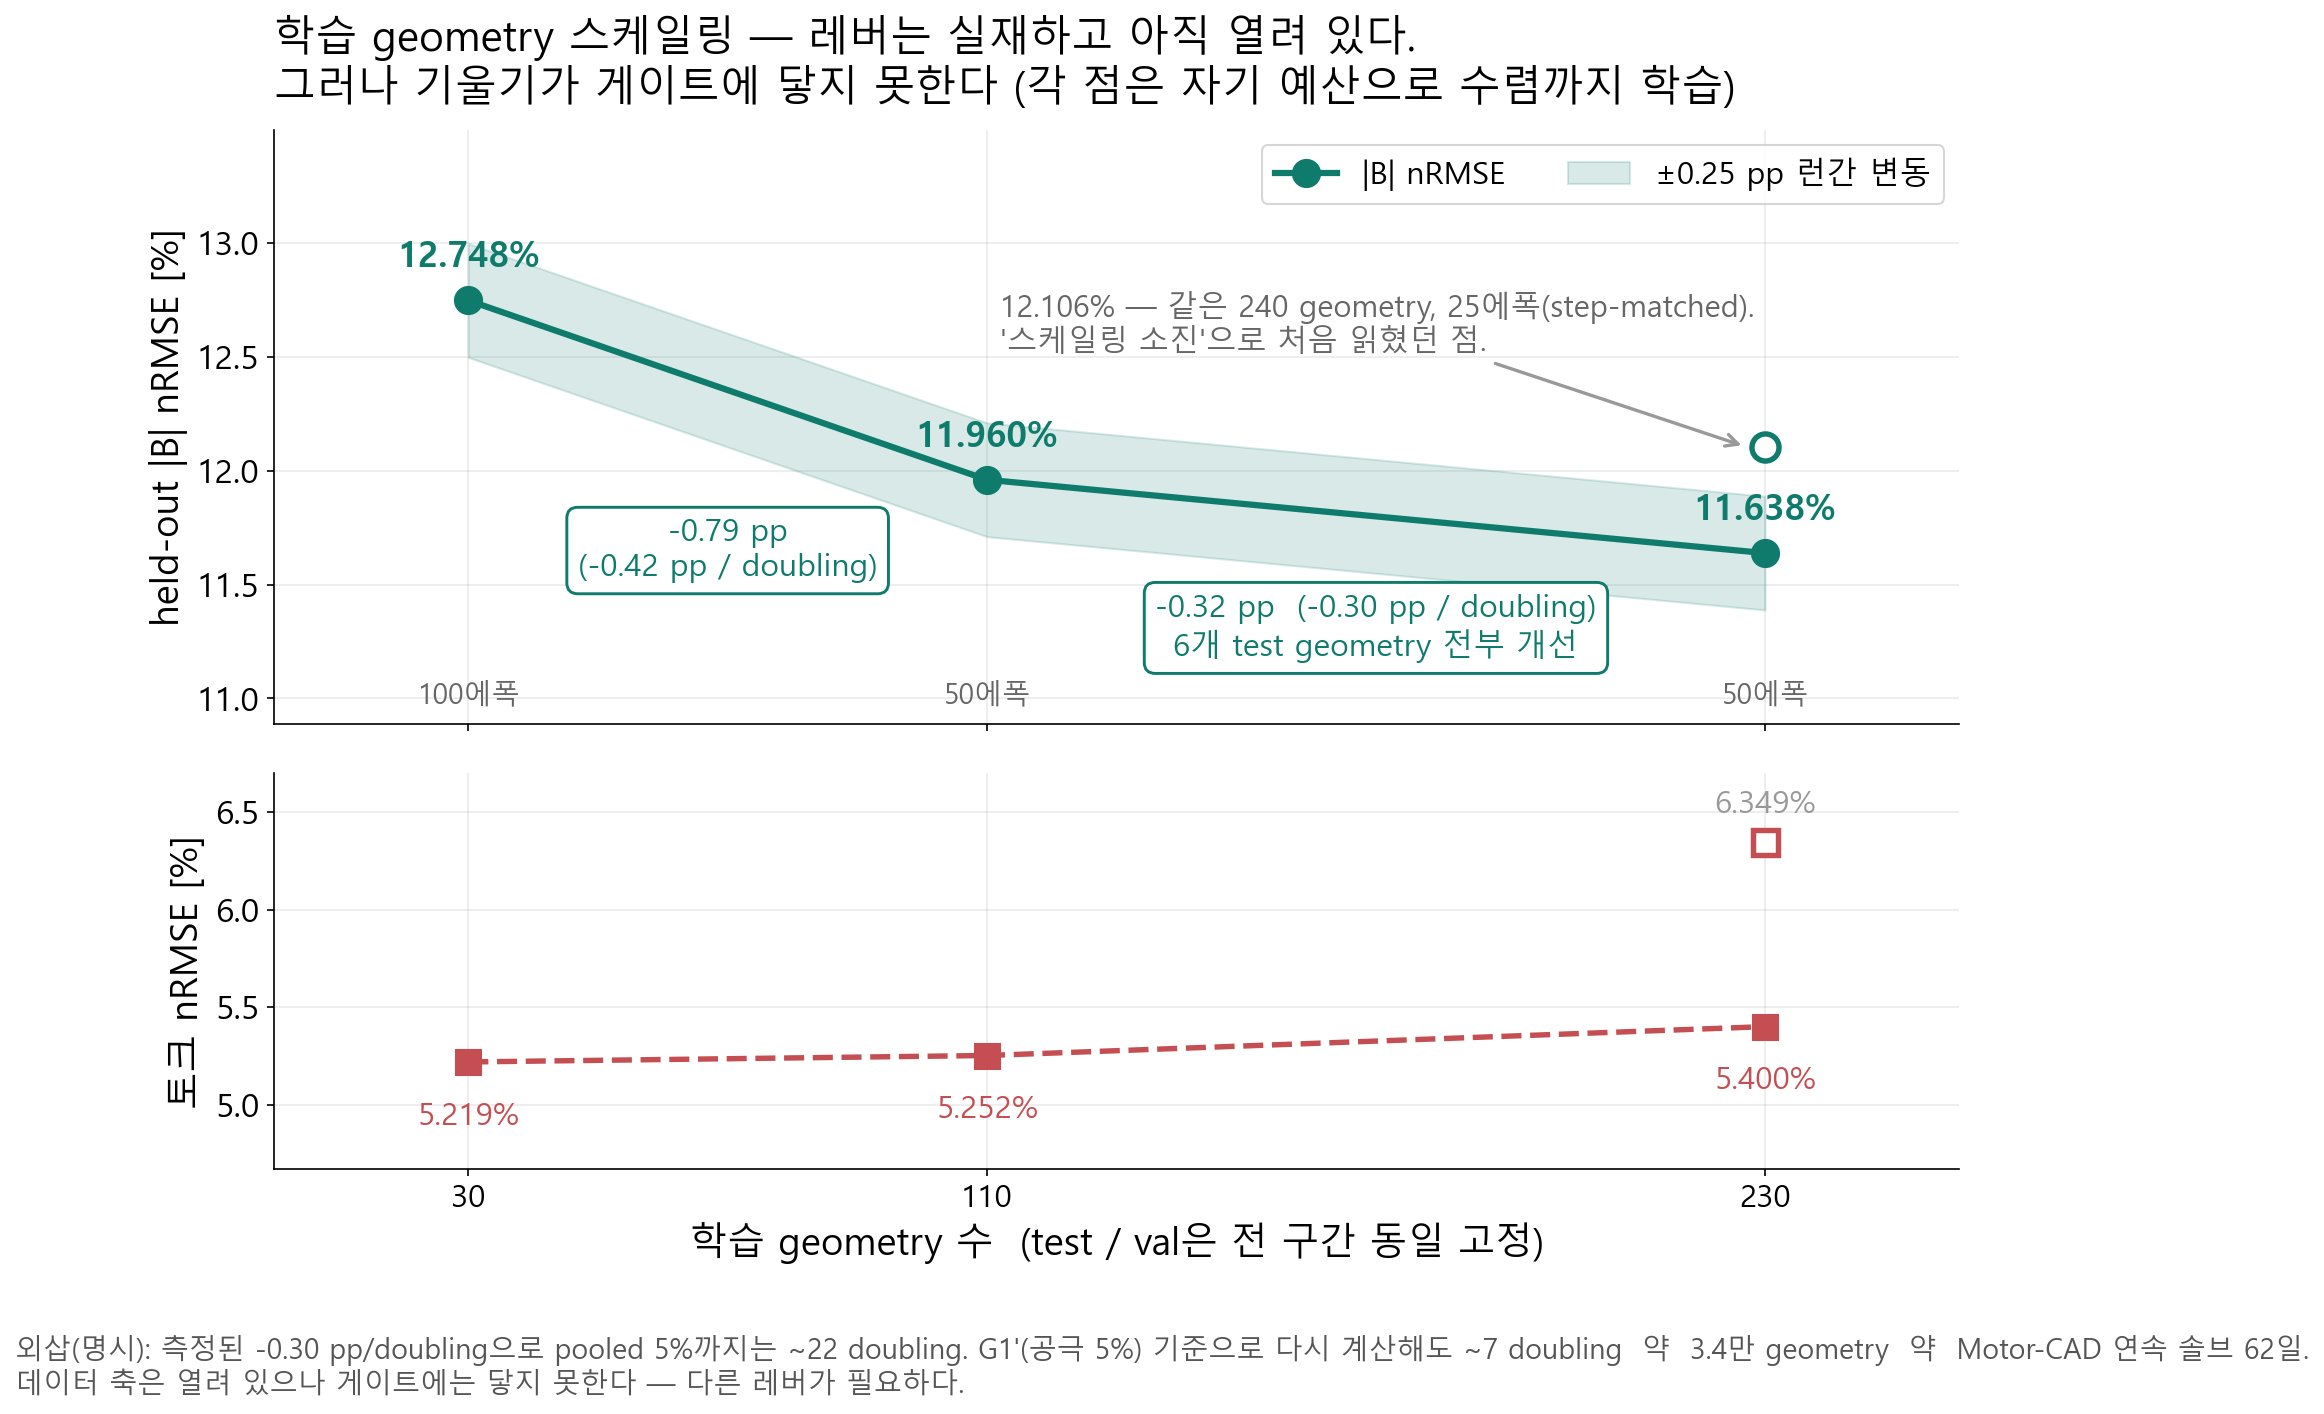 학습 geometry 스케일링 — 레버는 실재하고 아직 열려 있다.
그러나 기울기가 게이트에 닿지 못한다 (각 점은 자기 예산으로 수렴까지 학습)
|B| nRMSE
±0.25 pp 런간 변동
held-out |B| nRMSE [%]
13.0
12.5
12.0
11.5
11.0
12.748%
12.106% — 같은 240 geometry, 25에폭(step-matched).
'스케일링 소진'으로 처음 읽혔던 점.
11.960%
11.638%
-0.79 pp
(-0.42 pp / doubling)
-0.32 pp (-0.30 pp / doubling)
6개 test geometry 전부 개선
100에폭
50에폭
50에폭
토크 nRMSE [%]
6.5
6.0
5.5
5.0
6.349%
5.219%
5.252%
5.400%
30
110
230
학습 geometry 수 (test / val은 전 구간 동일 고정)
외삽(명시): 측정된 -0.30 pp/doubling으로 pooled 5%까지는 ~22 doubling. G1'(공극 5%) 기준으로 다시 계산해도 ~7 doubling 약 3.4만 geometry 약 Motor-CAD 연속 솔브 62일.
데이터 축은 열려 있으나 게이트에는 닿지 못한다 — 다른 레버가 필요하다.